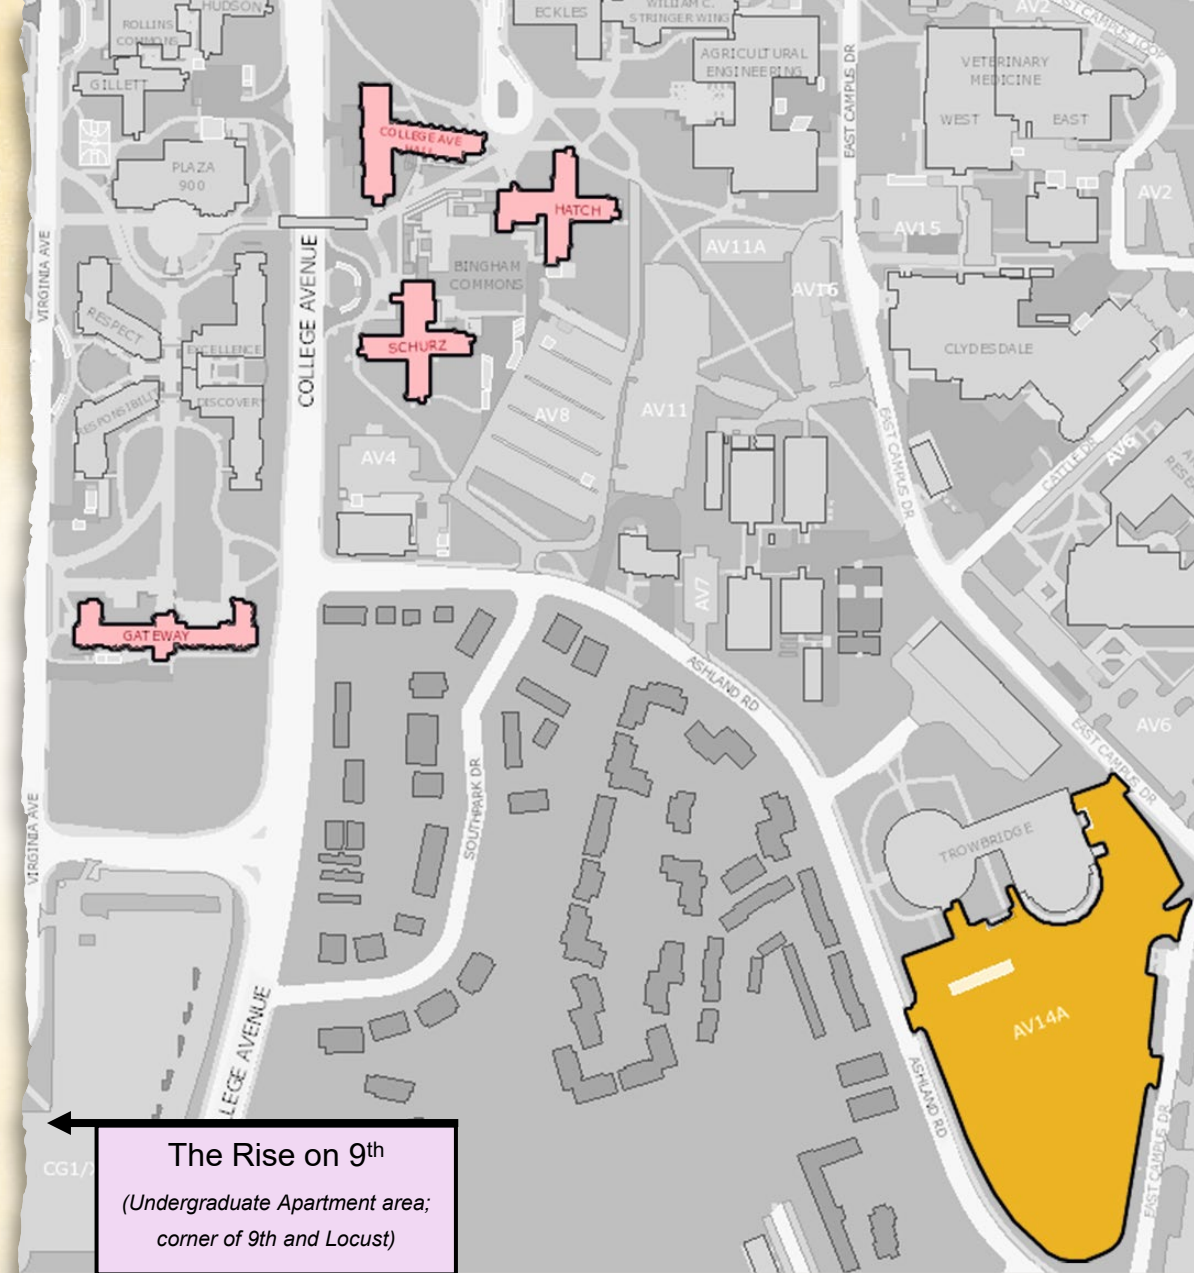 HUDSON
ROLLINS
COMMONS
GILLETT
PLAZA
900
ECKLES
WILLIAM C.
STRINGER WING
AGRICULTURAL
ENGINEERING
AV2
EAST CAMPUS LOOP
VETERINARY
MEDICINE
WEST
EAST
EAST CAMPUS DR
COLLEGE AVE
HALL
HATCH
AV2
AV15
AV11A
VIRGINIA AVE
COLLEGE AVENUE
BINGHAM
COMMONS
AV16
RESPECT
EXCELLENCE
SCHURZ
CLYDESDALE
RESPONSIBILITY
DISCOVERY
AV8
AV11
AV4
EAST CAMPUS DR
CATTLE DR
AV6
AV7
GATEWAY
ASHLAND RD
AV6
EAST CAMPUS DR
SOUTHPARK DR
VIRGINIA AVE
TROWBRIDGE
AV14A
COLLEGE AVENUE
ASHLAND RD
EAST CAMPUS DR
CG1/
The Rise on 9th
(Undergraduate Apartment area;
corner of 9th and Locust)